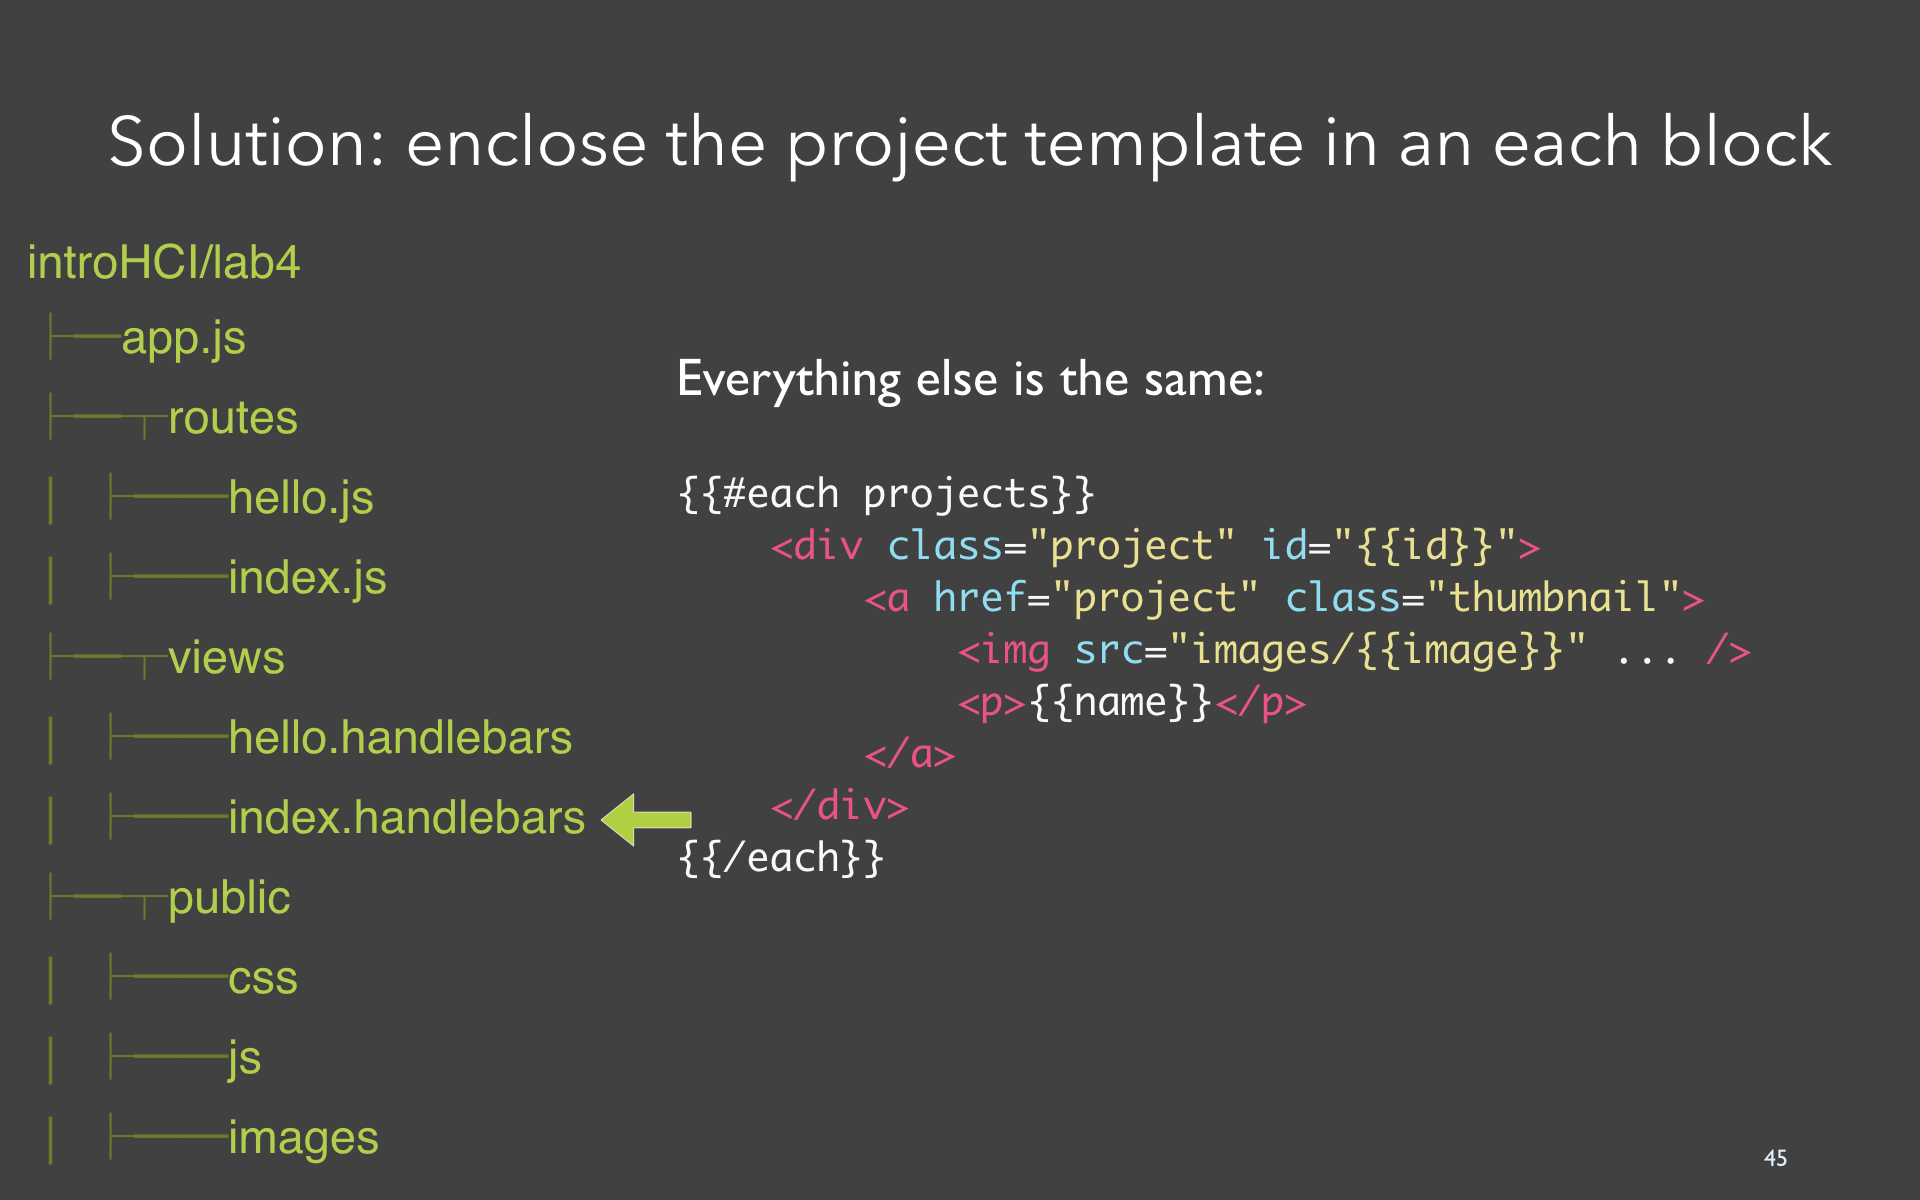 Solution: enclose the project template in an each block
introHCI/lab4
app.js
routes
hello.js
index.js
views
hello.handlebars
index.handlebars
public
css
js
images
Everything else is the same:
{{#each projects}}
<div class="project" id="{{id}}">
<a href="project" class="thumbnail">
<img src="images/{{image}}" ... />
<p>{{name}}</p>
</a>
</div>
{{/each}}
45